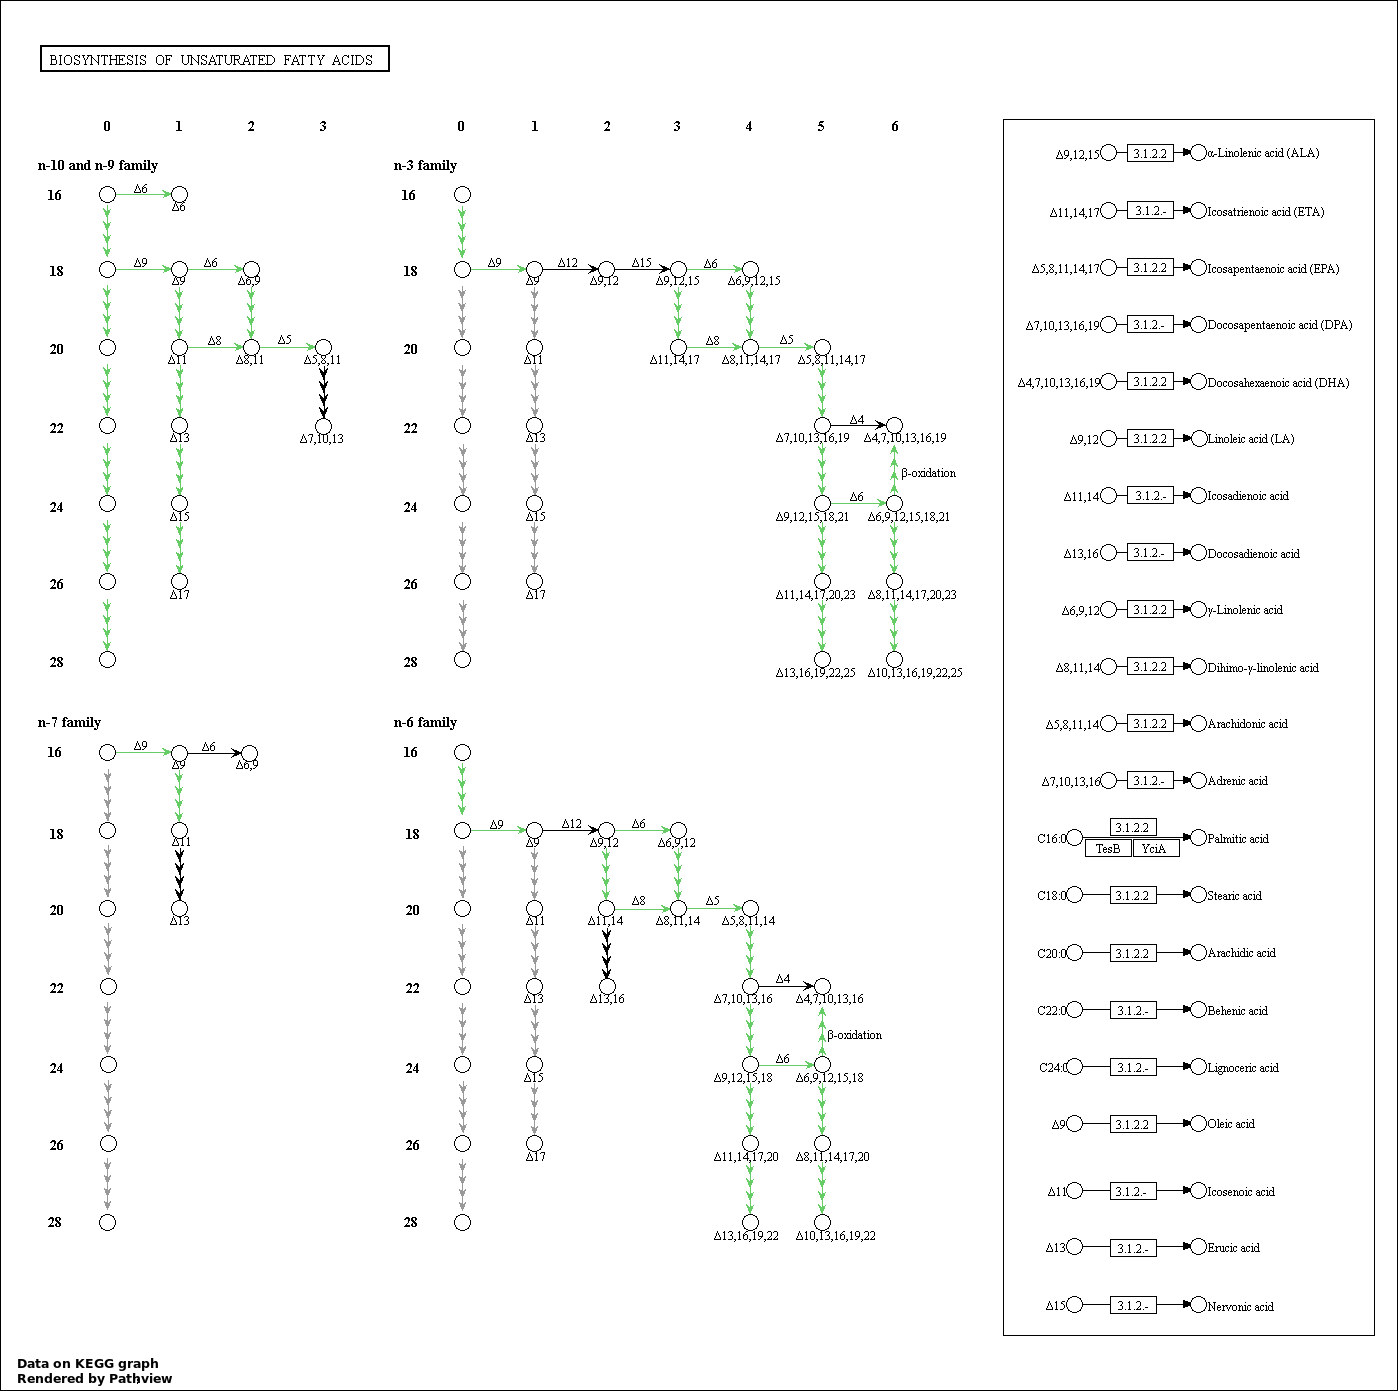 BIOSYNTHESIS OF UNSATURATED FATTY ACIDS
0 1 2 3
n-10 and n-9 family
16 Δ6
Δ6
18 Δ9 Δ6
Δ9 Δ6,9
20 Δ8 Δ5
Δ11 Δ8,11 Δ5,8,11
22
Δ13 Δ7,10,13
24
Δ15
26
Δ17
28
0 1 2 3 4 5 6
n-3 family
16
18 Δ9 Δ12 Δ15 Δ6
Δ9 Δ9,12 Δ9,12,15 Δ6,9,12,15
20 Δ8 Δ5
Δ11 Δ11,14,17 Δ8,11,14,17 Δ5,8,11,14,17
22 Δ4
Δ13 Δ7,10,13,16,19 Δ4,7,10,13,16,19
β-oxidation
24 Δ6
Δ15 Δ9,12,15,18,21 Δ6,9,12,15,18,21
26
Δ17 Δ11,14,17,20,23 Δ8,11,14,17,20,23
28
Δ13,16,19,22,25 Δ10,13,16,19,22,25
n-7 family
16 Δ9 Δ6
Δ9 Δ6,9
18
Δ11
20
Δ13
22
24
26
28
n-6 family
16
18 Δ9 Δ12 Δ6
Δ9 Δ9,12 Δ6,9,12
20 Δ8 Δ5
Δ11 Δ11,14 Δ8,11,14 Δ5,8,11,14
22 Δ4
Δ13 Δ13,16 Δ7,10,13,16 Δ4,7,10,13,16
β-oxidation
24 Δ6
Δ15 Δ9,12,15,18 Δ6,9,12,15,18
26
Δ17 Δ11,14,17,20 Δ8,11,14,17,20
28
Δ13,16,19,22 Δ10,13,16,19,22
Δ9,12,15 3.1.2.2 α-Linolenic acid (ALA)
Δ11,14,17 3.1.2.- Icosatrienoic acid (ETA)
Δ5,8,11,14,17 3.1.2.2 Icosapentaenoic acid (EPA)
Δ7,10,13,16,19 3.1.2.- Docosapentaenoic acid (DPA)
Δ4,7,10,13,16,19 3.1.2.2 Docosahexaenoic acid (DHA)
Δ9,12 3.1.2.2 Linoleic acid (LA)
Δ11,14 3.1.2.- Icosadienoic acid
Δ13,16 3.1.2.- Docosadienoic acid
Δ6,9,12 3.1.2.2 γ-Linolenic acid
Δ8,11,14 3.1.2.2 Dihimo-γ-linolenic acid
Δ5,8,11,14 3.1.2.2 Arachidonic acid
Δ7,10,13,16 3.1.2.- Adrenic acid
3.1.2.2
C16:0 Palmitic acid
TesB YciA
C18:0 3.1.2.2 Stearic acid
C20:0 3.1.2.2 Arachidic acid
C22:0 3.1.2.- Behenic acid
C24:0 3.1.2.- Lignoceric acid
Δ9 3.1.2.2 Oleic acid
Δ11 3.1.2.- Icosenoic acid
Δ13 3.1.2.- Erucic acid
Δ15 3.1.2.- Nervonic acid
Data on KEGG graph
Rendered by Pathview